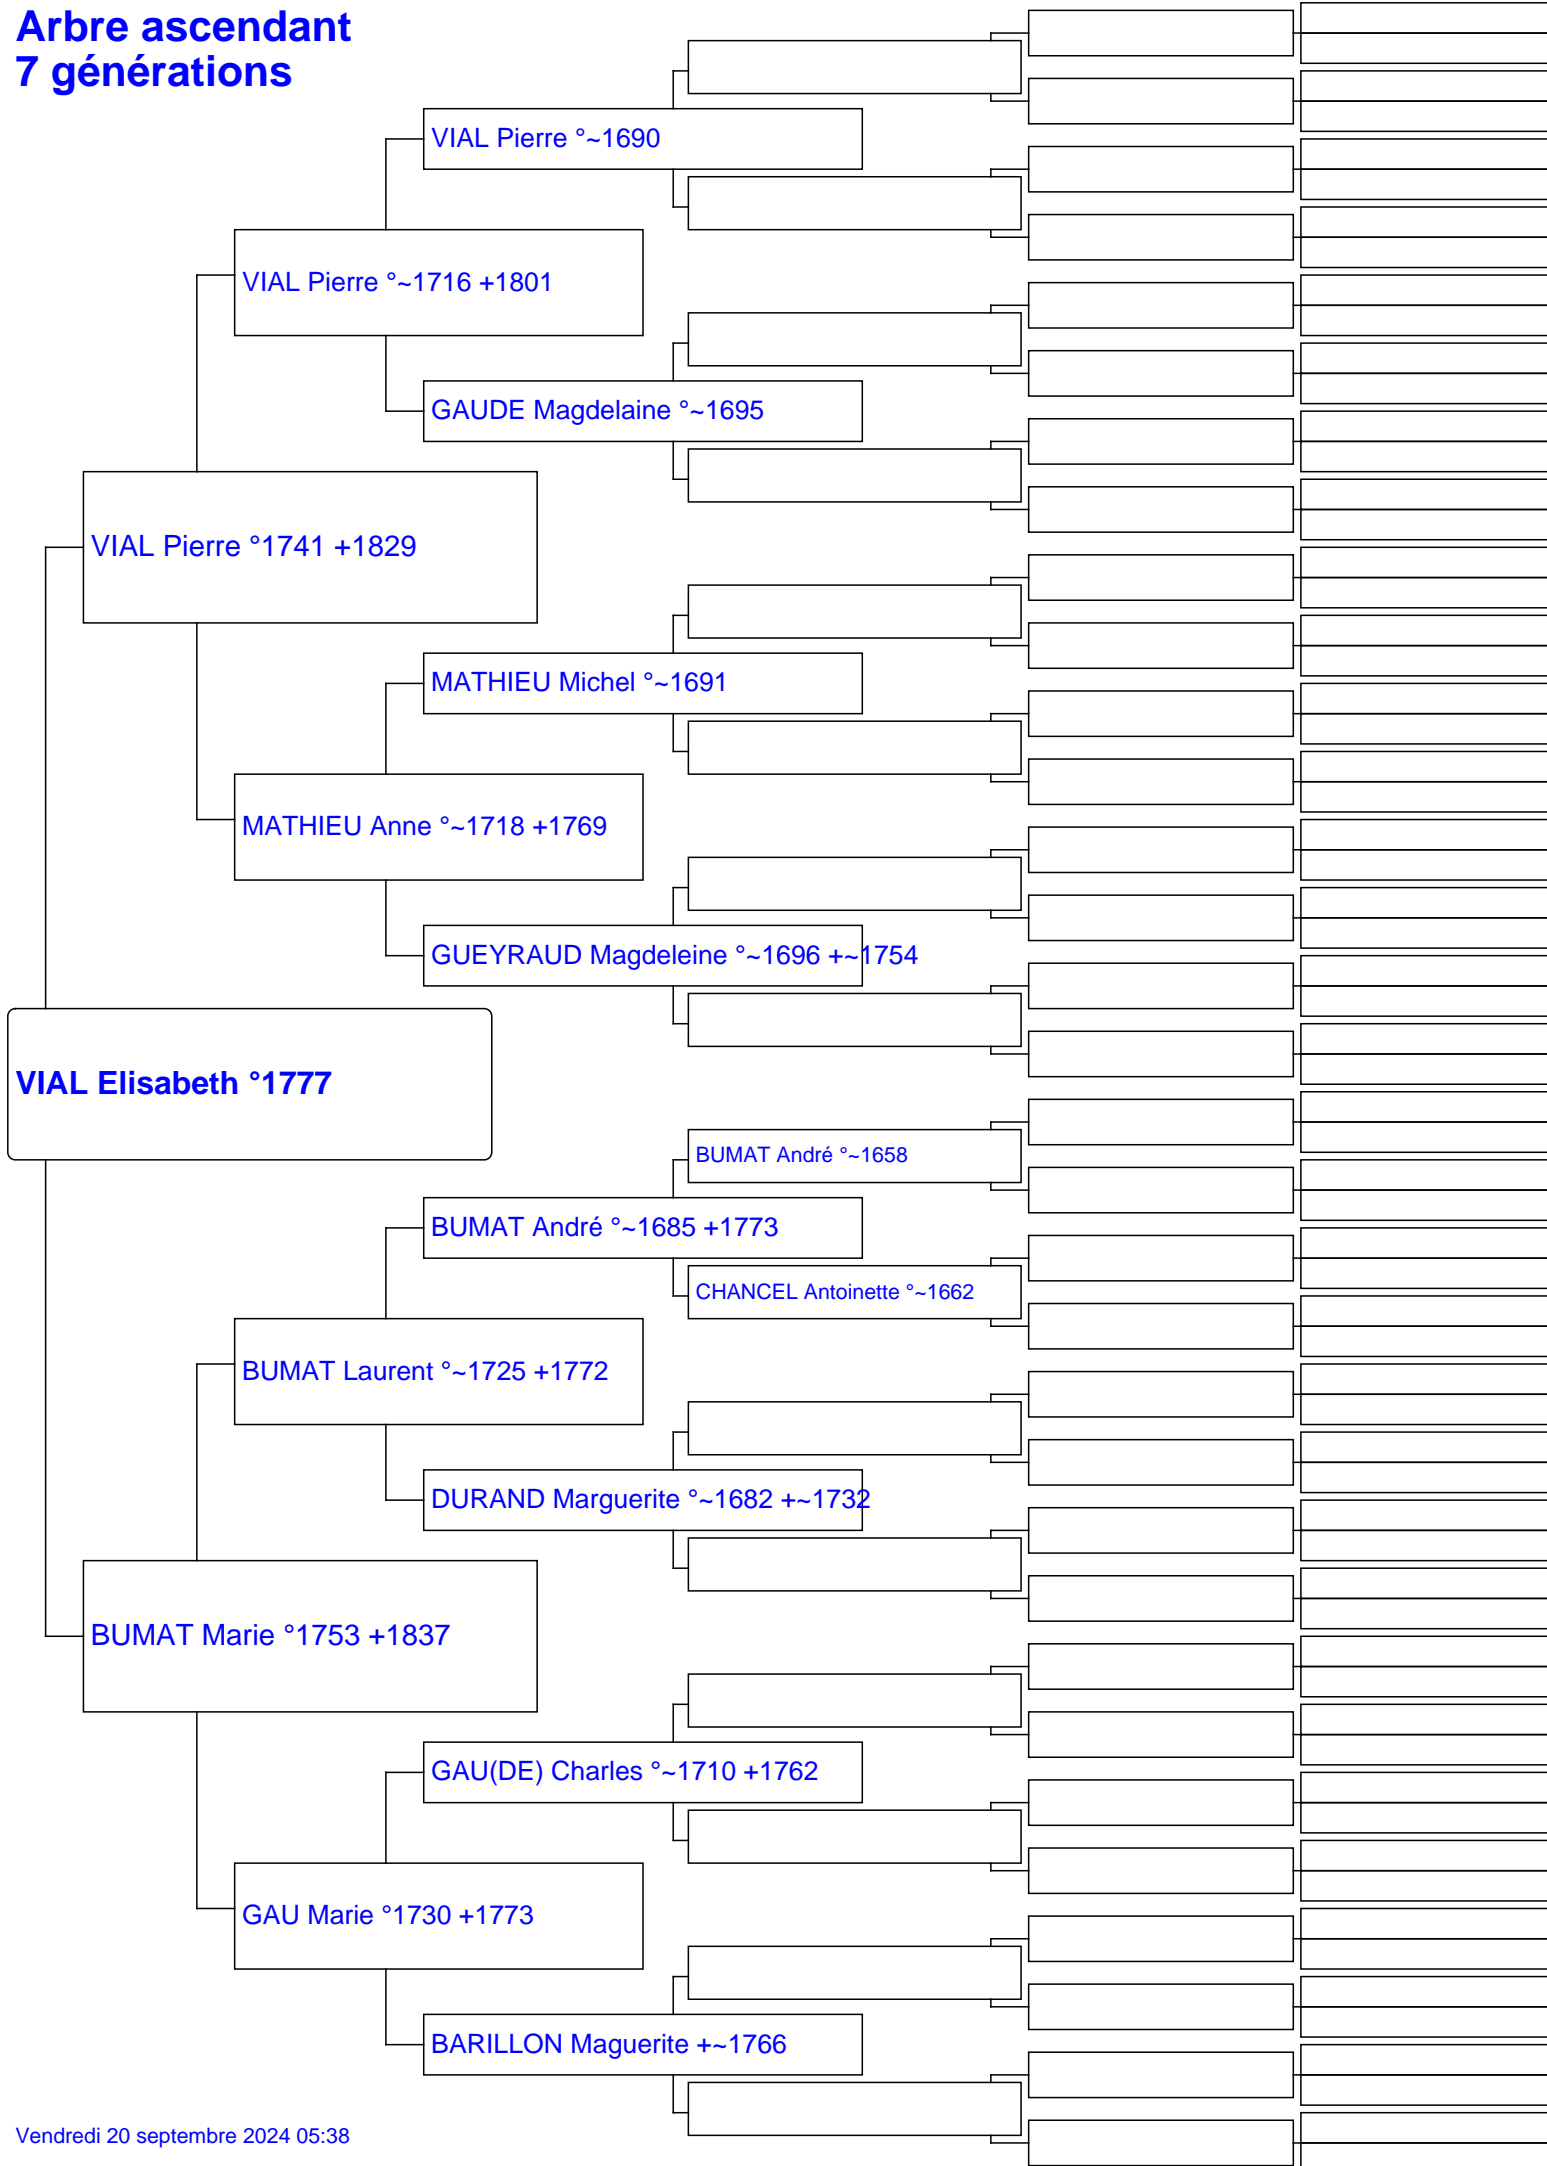 Arbre ascendant
7 générations
VIAL Pierre °~1690
VIAL Pierre °~1716 +1801
GAUDE Magdelaine °~1695
VIAL Pierre °1741 +1829
MATHIEU Michel °~1691
MATHIEU Anne °~1718 +1769
GUEYRAUD Magdeleine °~1696 +~1754
VIAL Elisabeth °1777
BUMAT André °~1658
BUMAT André °~1685 +1773
CHANCEL Antoinette °~1662
BUMAT Laurent °~1725 +1772
DURAND Marguerite °~1682 +~1732
BUMAT Marie °1753 +1837
GAU(DE) Charles °~1710 +1762
GAU Marie °1730 +1773
BARILLON Maguerite +~1766
Vendredi 20 septembre 2024 05:38